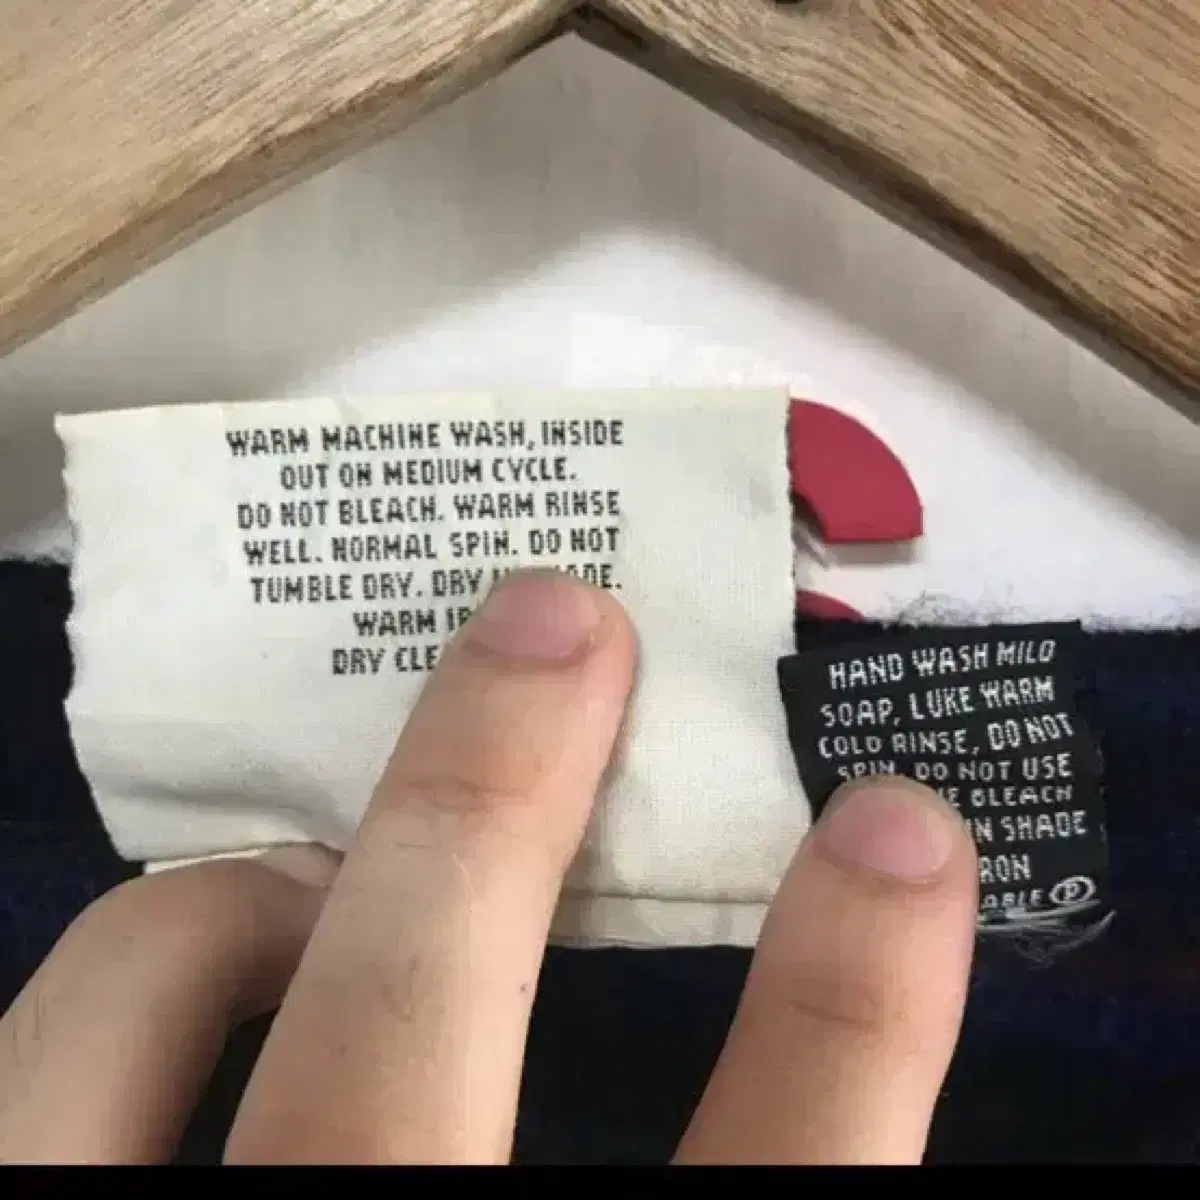 WARM MACHINE WASH, INSIDE
OUT ON MEDIUM CYCLE.
DO NOT BLEACH. WARM RINSE
WELL. NORMAL SPIN. DO NOT
TUMBLE DRY. DRY
WARM
DRY
HAND WASH MILD
SOAP, LUKE WARM
COLD RINSE, DO NOT
SPIN, DO NOT USE
BLEACH
IN SHADE
Ⓟ